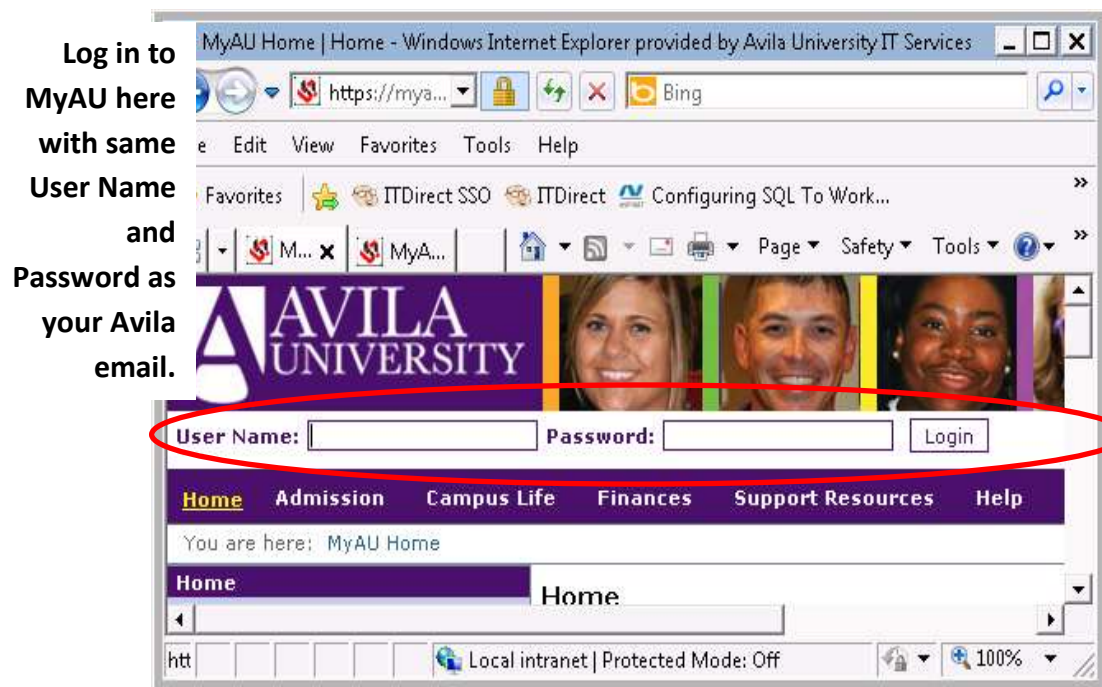 Log in to
MyAU here
with same
User Name
and
Password as
your Avila
email.
MyAU Home | Home - Windows Internet Explorer provided by Avila University IT Services
https://mya... Bing
Edit View Favorites Tools Help
Favorites ITDirect SSO ITDirect Configuring SQL To Work... »
M... MyA... Page Safety Tools »
AVILA
UNIVERSITY
User Name: Password: Login
Home Admission Campus Life Finances Support Resources Help
You are here: MyAU Home
Home
Home
htt Local intranet | Protected Mode: Off 100%